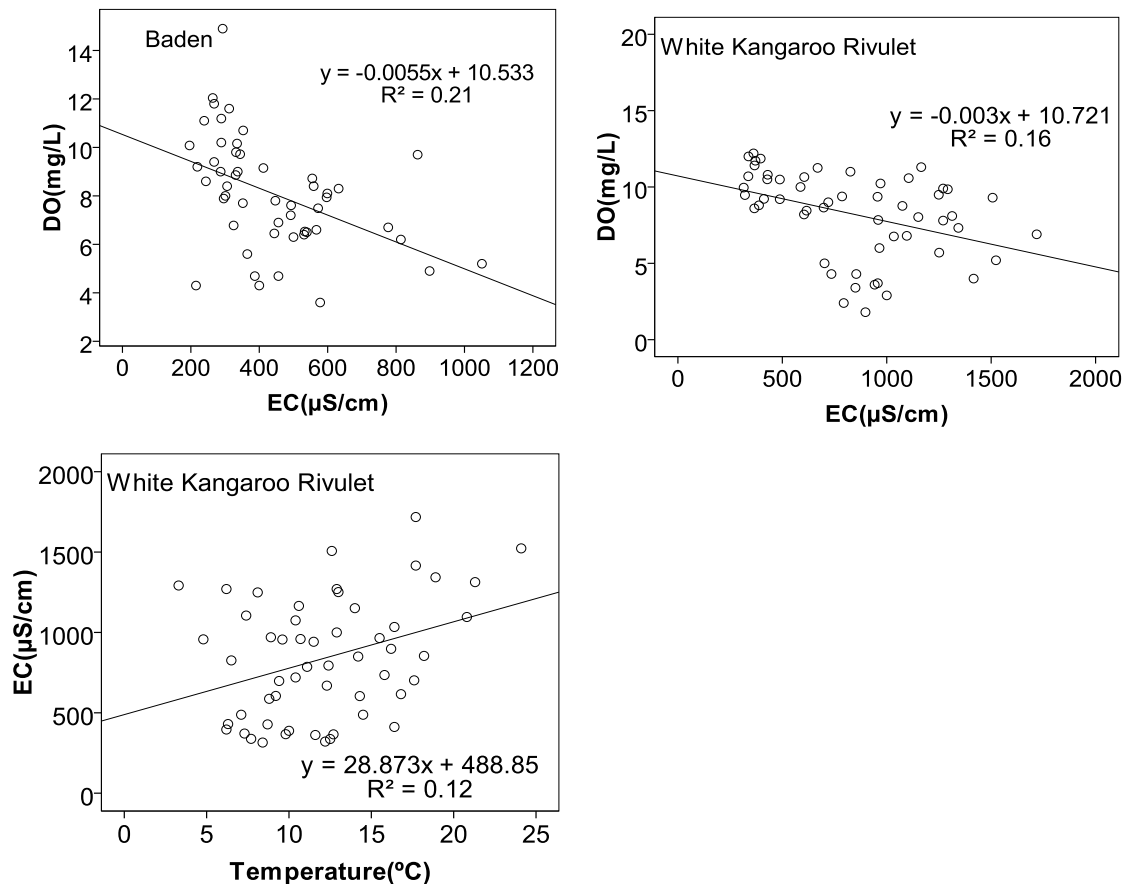 Baden
y = -0.0055x + 10.533
R² = 0.21
14
12
10
8
6
4
2
DO(mg/L)
0 200 400 600 800 1000 1200
EC(µS/cm)
White Kangaroo Rivulet
y = -0.003x + 10.721
R² = 0.16
20
15
10
5
0
DO(mg/L)
0 500 1000 1500 2000
EC(µS/cm)
White Kangaroo Rivulet
2000
1500
1000
500
0
EC(µS/cm)
y = 28.873x + 488.85
R² = 0.12
0 5 10 15 20 25
Temperature(ºC)